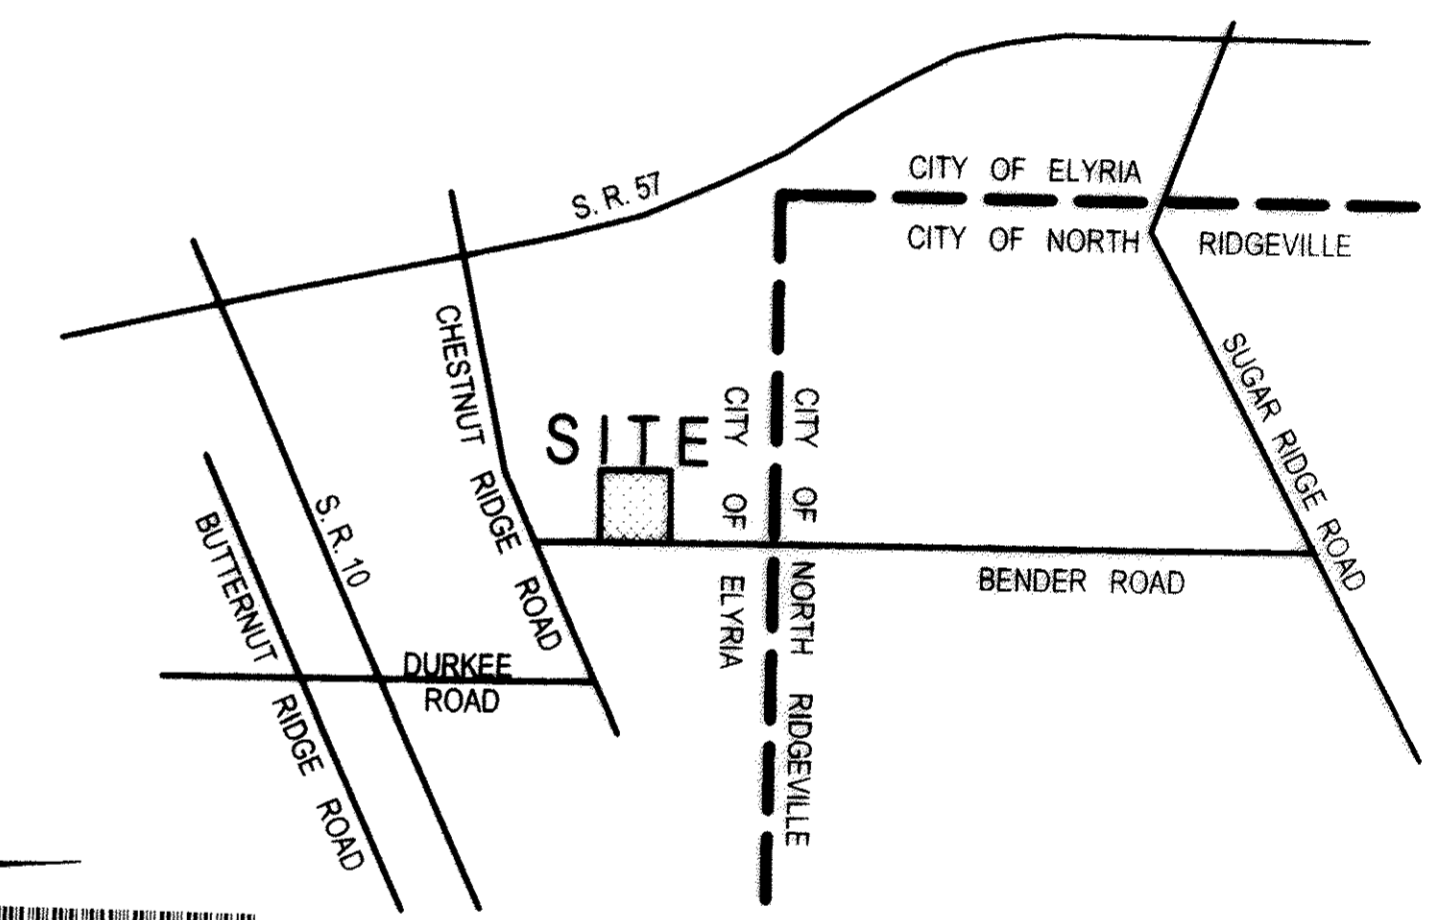 CITY OF ELYRIA
S. R. 57
CITY OF NORTH RIDGEVILLE
CHESTNUT RIDGE ROAD
SITE
CITY OF ELYRIA
CITY OF NORTH RIDGEVILLE
SUGAR RIDGE ROAD
S. R. 10
BUTTERNUT RIDGE ROAD
BENDER ROAD
DURKEE
ROAD